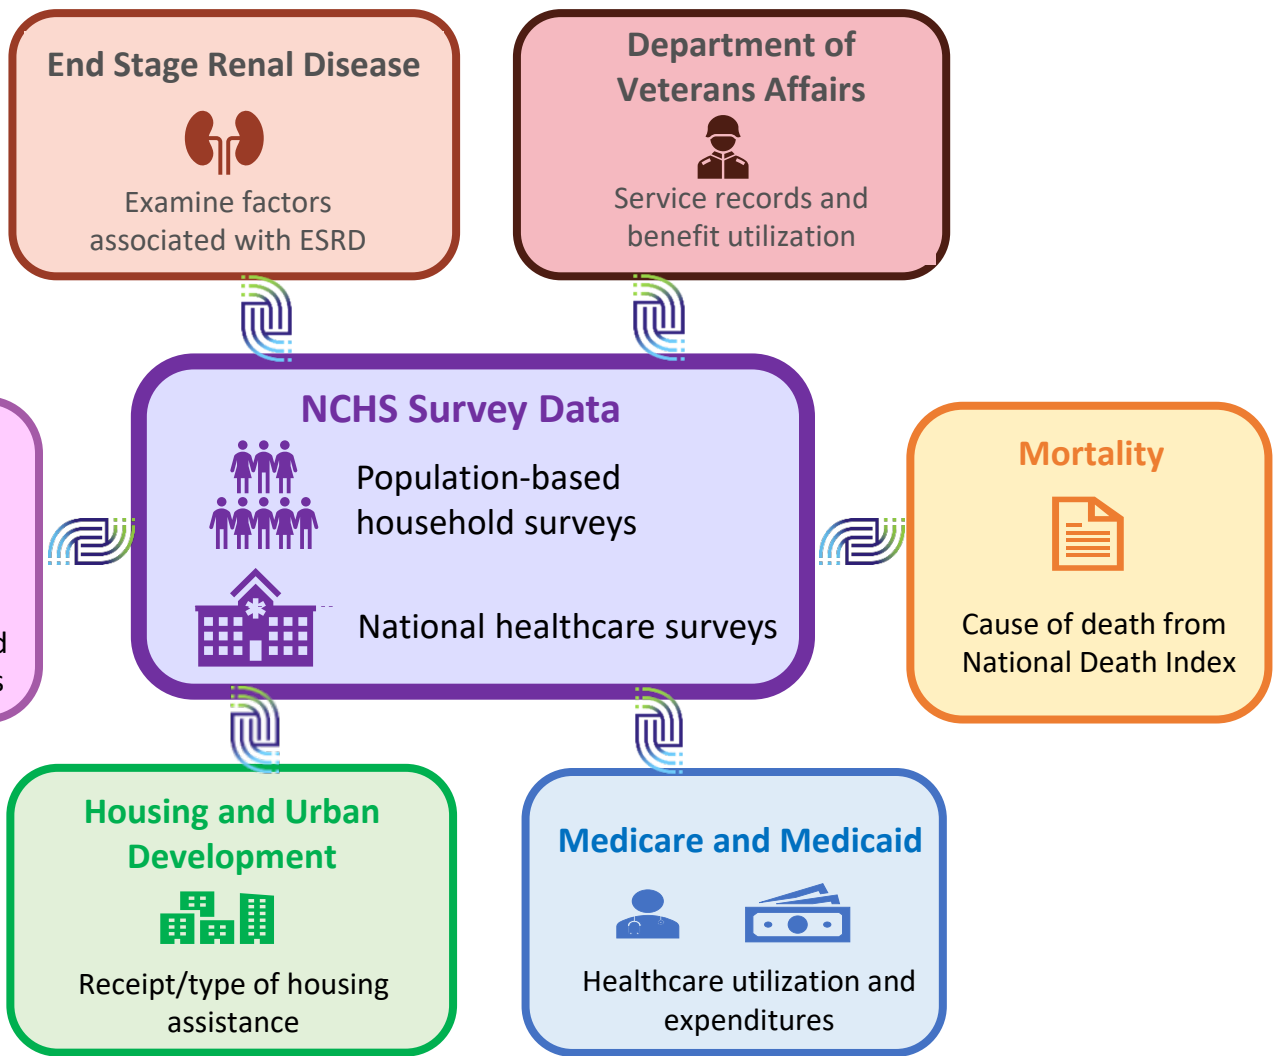 End Stage Renal Disease
Examine factors
associated with ESRD
Department of
Veterans Affairs
Service records and
benefit utilization
NCHS Survey Data
Population-based
household surveys
National healthcare surveys
Mortality
Cause of death from
National Death Index
Housing and Urban
Development
Receipt/type of housing
assistance
Medicare and Medicaid
Healthcare utilization and
expenditures